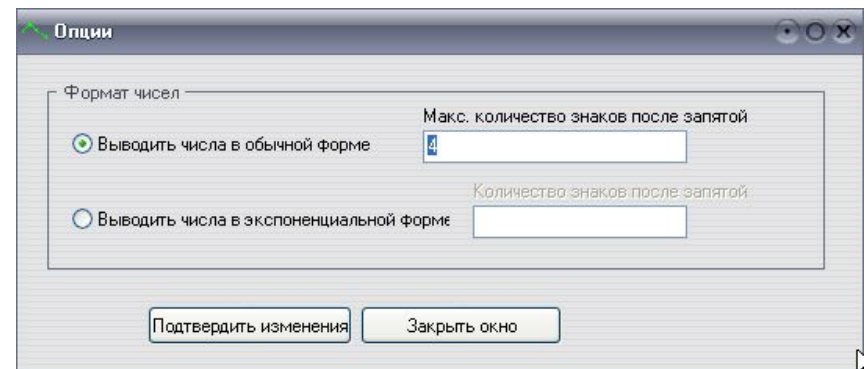 Опции
Формат чисел
Макс. количество знаков после запятой
Выводить числа в обычной форме
4
Количество знаков после запятой
Выводить числа в экспоненциальной форме
Подтвердить изменения
Закрыть окно